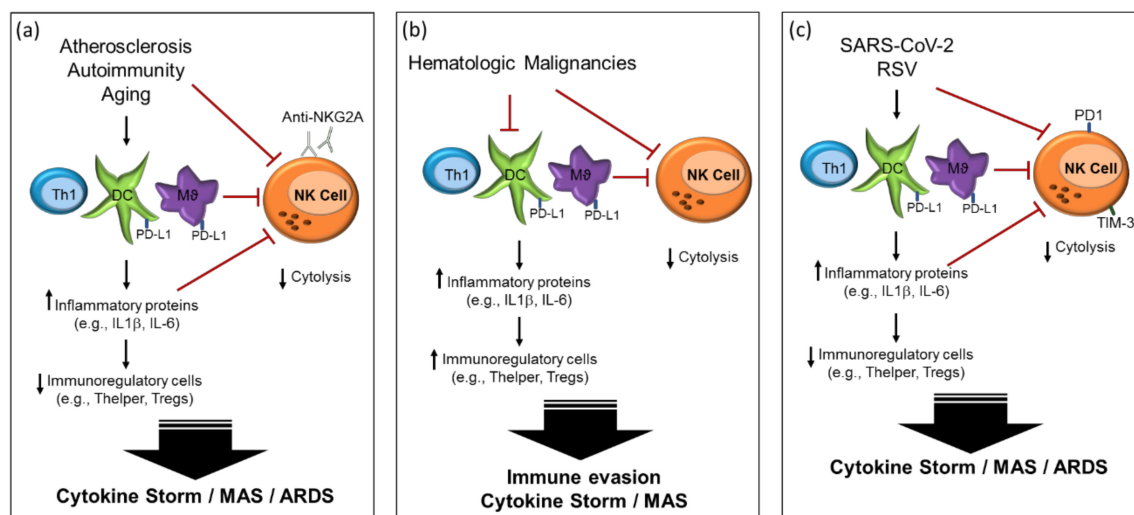 (a)
Atherosclerosis
Autoimmunity
Aging
Anti-NKG2A
Th1
DC
Mϑ
NK Cell
PD-L1
PD-L1
Cytolysis
Inflammatory proteins
(e.g., IL1β, IL-6)
Immunoregulatory cells
(e.g., Thelper, Tregs)
Cytokine Storm / MAS / ARDS
(b)
Hematologic Malignancies
Th1
DC
Mϑ
NK Cell
PD-L1
PD-L1
Cytolysis
Inflammatory proteins
(e.g., IL1β, IL-6)
Immunoregulatory cells
(e.g., Thelper, Tregs)
Immune evasion
Cytokine Storm / MAS
(c)
SARS-CoV-2
RSV
PD1
Th1
DC
Mϑ
NK Cell
PD-L1
PD-L1
TIM-3
Cytolysis
Inflammatory proteins
(e.g., IL1β, IL-6)
Immunoregulatory cells
(e.g., Thelper, Tregs)
Cytokine Storm / MAS / ARDS